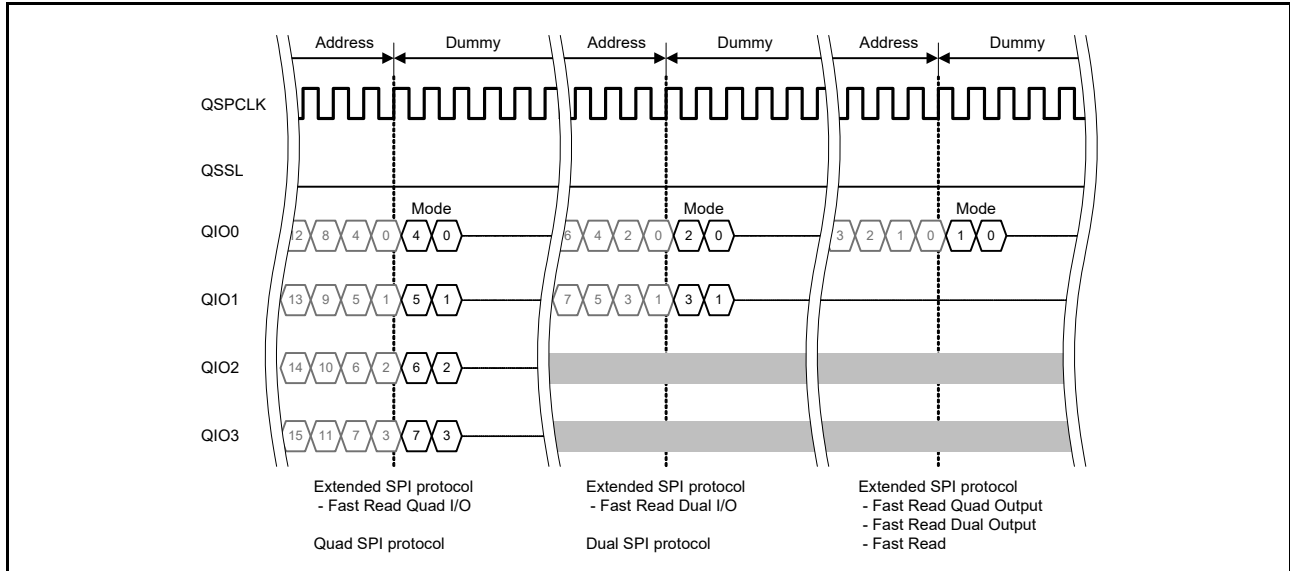 Address Dummy Address Dummy Address Dummy
QSPCLK
QSSL
Mode Mode Mode
QIO0 12 8 4 0 4 0 6 4 2 0 2 0 3 2 1 0 1 0
QIO1 13 9 5 1 5 1 7 5 3 1 3 1
QIO2 14 10 6 2 6 2
QIO3 15 11 7 3 7 3
Extended SPI protocol
- Fast Read Quad I/O
Quad SPI protocol
Extended SPI protocol
- Fast Read Dual I/O
Dual SPI protocol
Extended SPI protocol
- Fast Read Quad Output
- Fast Read Dual Output
- Fast Read